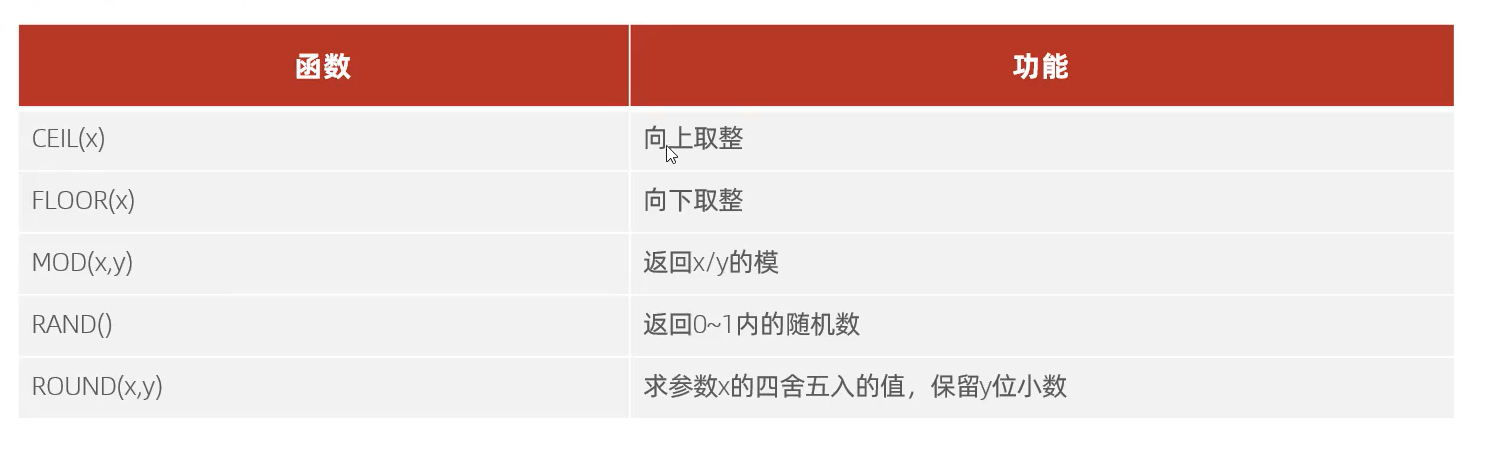 函数 功能
CEIL(x) 向上取整
FLOOR(x) 向下取整
MOD(x,y) 返回x/y的模
RAND() 返回0~1内的随机数
ROUND(x,y) 求参数x的四舍五入的值，保留y位小数